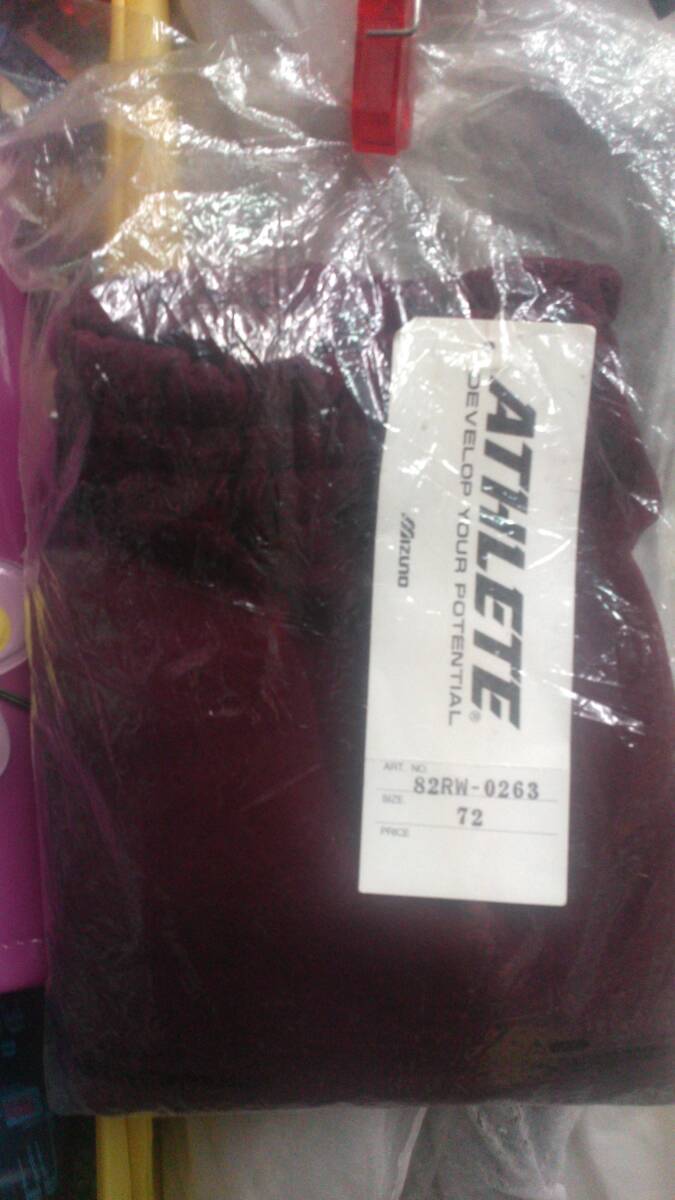 ATHLETE®
DEVELOP YOUR POTENTIAL
Mizuno
ART. NO.
82RW-0263
SIZE
72
PRICE